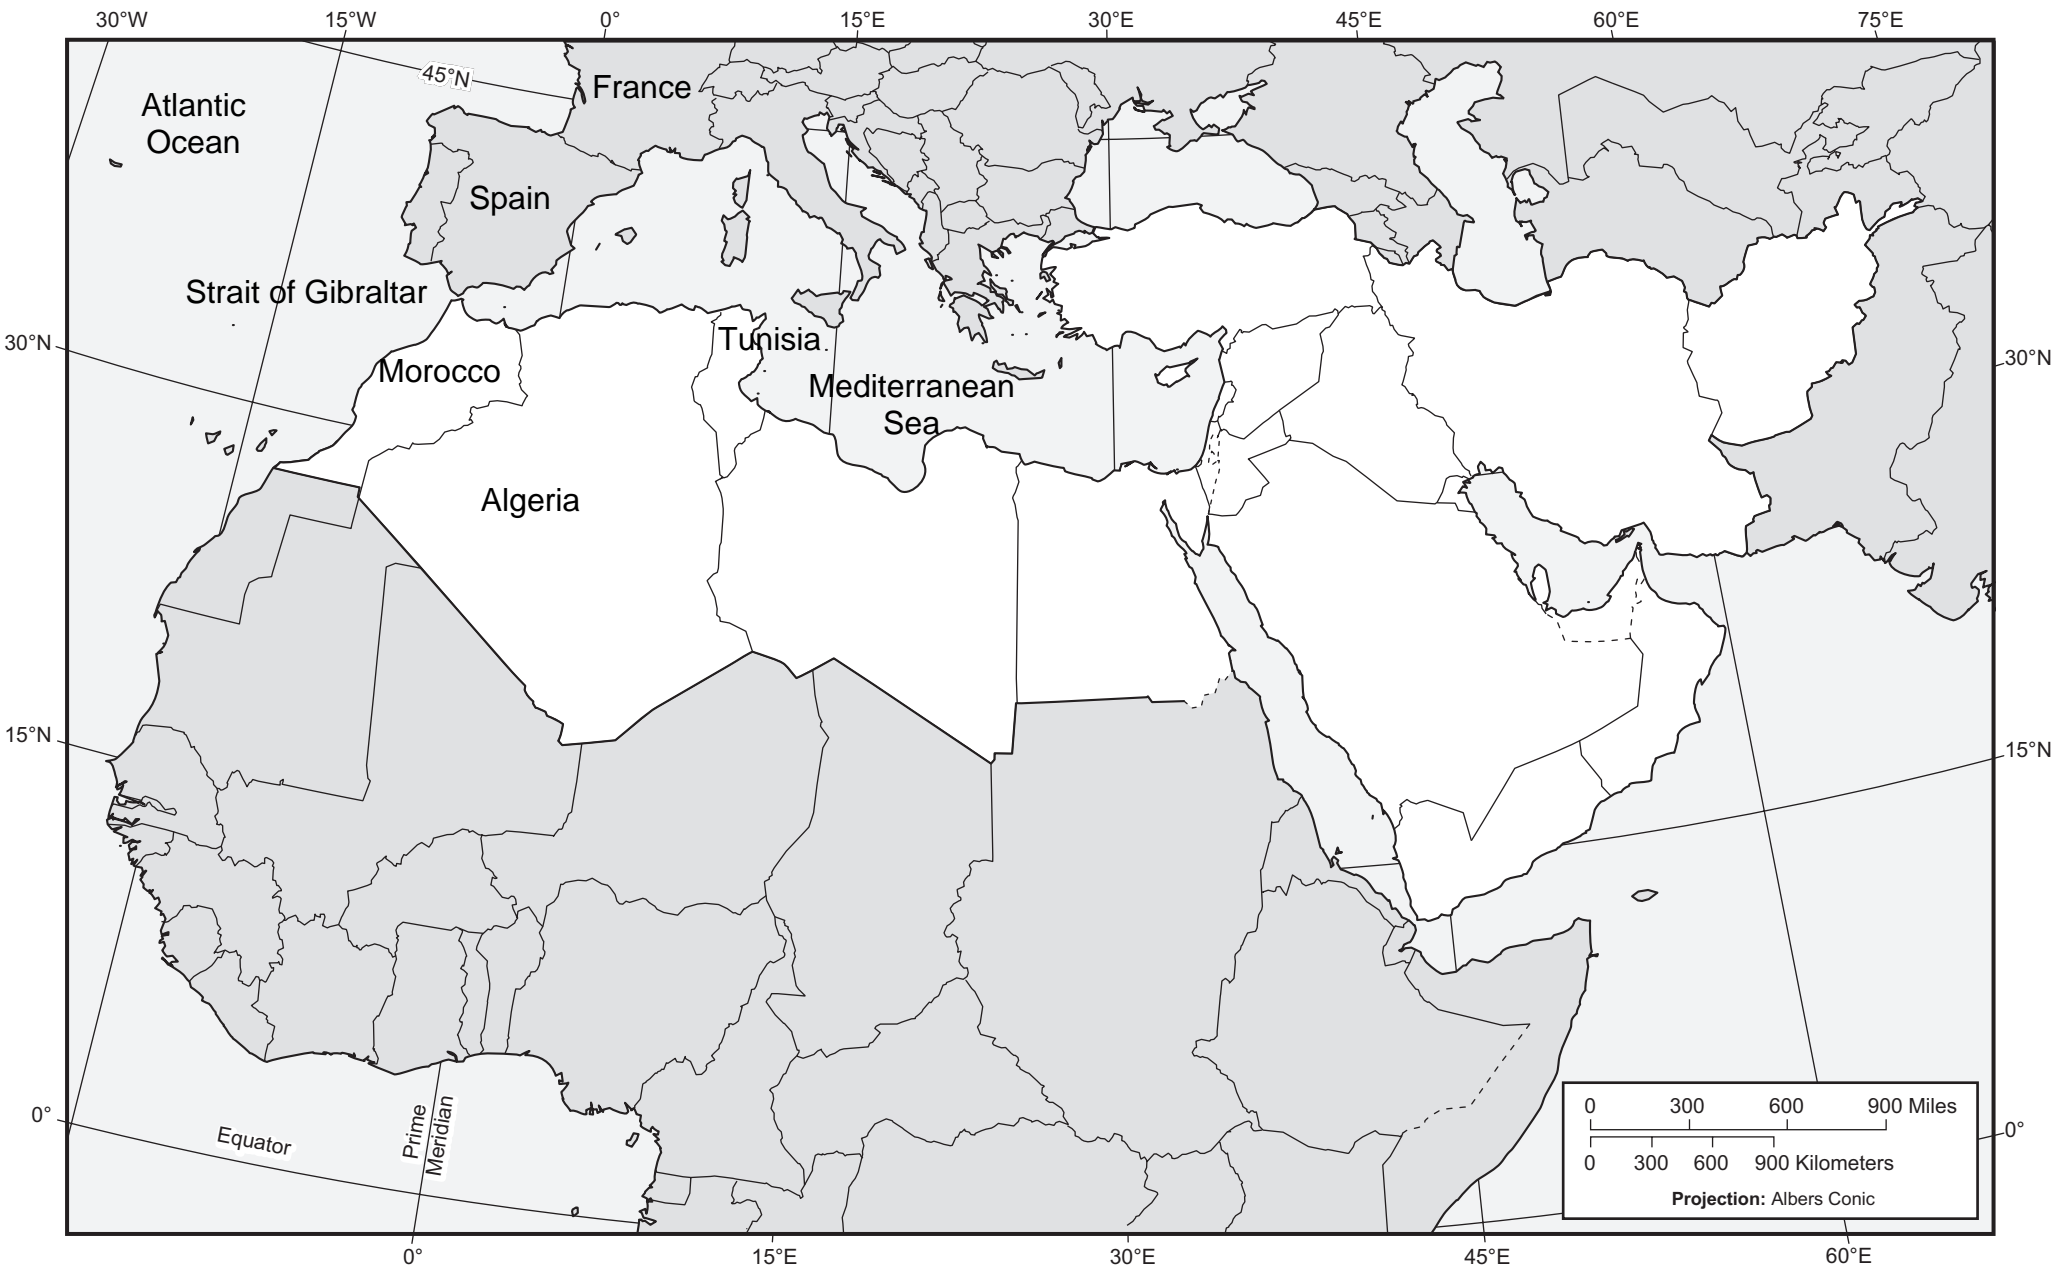 30°W
15°W
0°
15°E
30°E
45°E
60°E
75°E
45°N
France
Atlantic
Ocean
Spain
Strait of Gibraltar
30°N
Tunisia
30°N
Morocco
Mediterranean
Sea
Algeria
15°N
15°N
0°
Equator
Prime
Meridian
0°
0 300 600 900 Miles
0 300 600 900 Kilometers
Projection: Albers Conic
0°
15°E
30°E
45°E
60°E